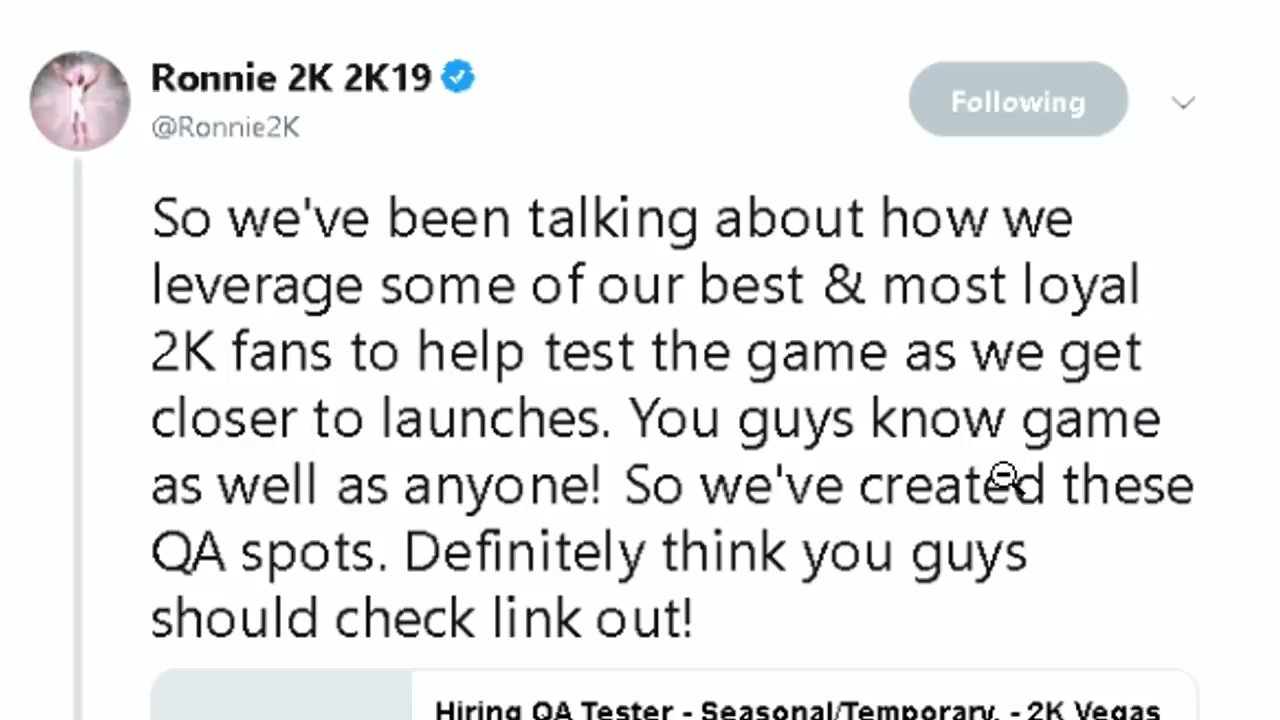 Ronnie 2K 2K19
@Ronnie2K
Following
So we've been talking about how we
leverage some of our best & most loyal
2K fans to help test the game as we get
closer to launches. You guys know game
as well as anyone! So we've created these
QA spots. Definitely think you guys
should check link out!
Hiring QA Tester - Seasonal/Temporary. - 2K Vegas